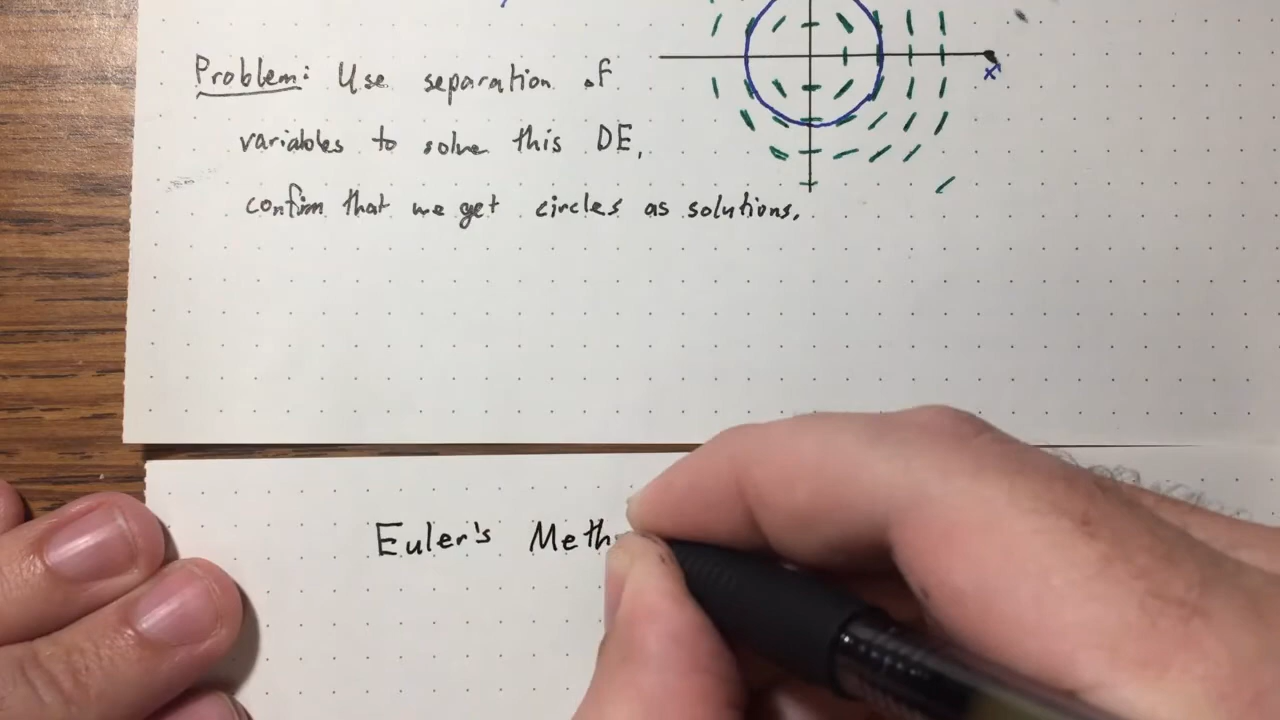 x
Problem: Use separation of
variables to solve this DE,
confirm that we get circles as solutions.
Euler's Meth